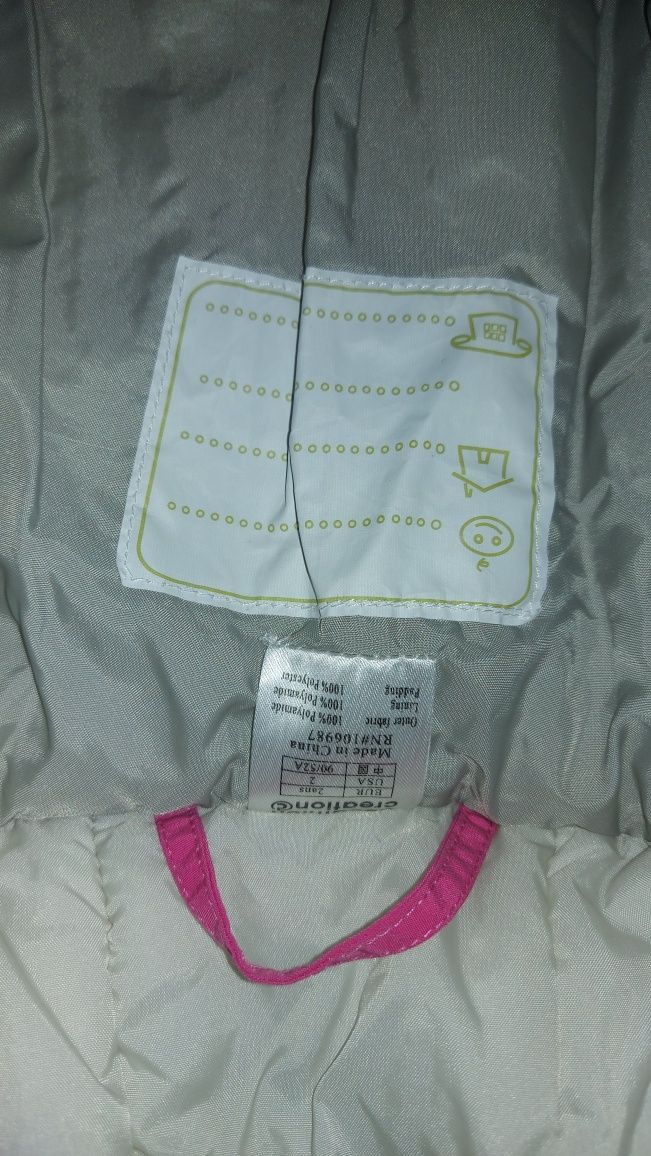 creation©
EUR 2ans
USA 2
中国 90/52A
Made in China
RN#106987
Outer fabric 100% Polyamide
Lining 100% Polyamide
Padding 100% Polyester